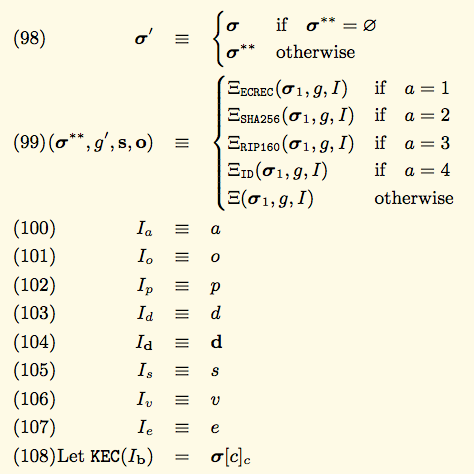 (98) σ′ ≡ { σ if σ** = ∅
σ** otherwise
(99)(σ**, g′, s, o) ≡ { Ξ_ECREC(σ₁, g, I) if a = 1
Ξ_SHA256(σ₁, g, I) if a = 2
Ξ_RIP160(σ₁, g, I) if a = 3
Ξ_ID(σ₁, g, I) if a = 4
Ξ(σ₁, g, I) otherwise
(100) I_a ≡ a
(101) I_o ≡ o
(102) I_p ≡ p
(103) I_d ≡ d
(104) I_𝐝 ≡ 𝐝
(105) I_s ≡ s
(106) I_v ≡ v
(107) I_e ≡ e
(108)Let KEC(I_b) = σ[c]_c